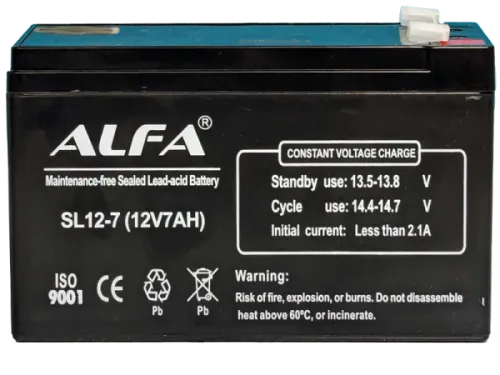 ALFA®
Maintenance-free Sealed Lead-acid Battery
SL12-7 (12V7AH)
CONSTANT VOLTAGE CHARGE
Standby use: 13.5-13.8 V
Cycle use: 14.4-14.7 V
Initial current: Less than 2.1A
ISO
9001
CE
Pb
Pb
Warning:
Risk of fire, explosion, or burns. Do not disassemble
heat above 60ºC, or incinerate.